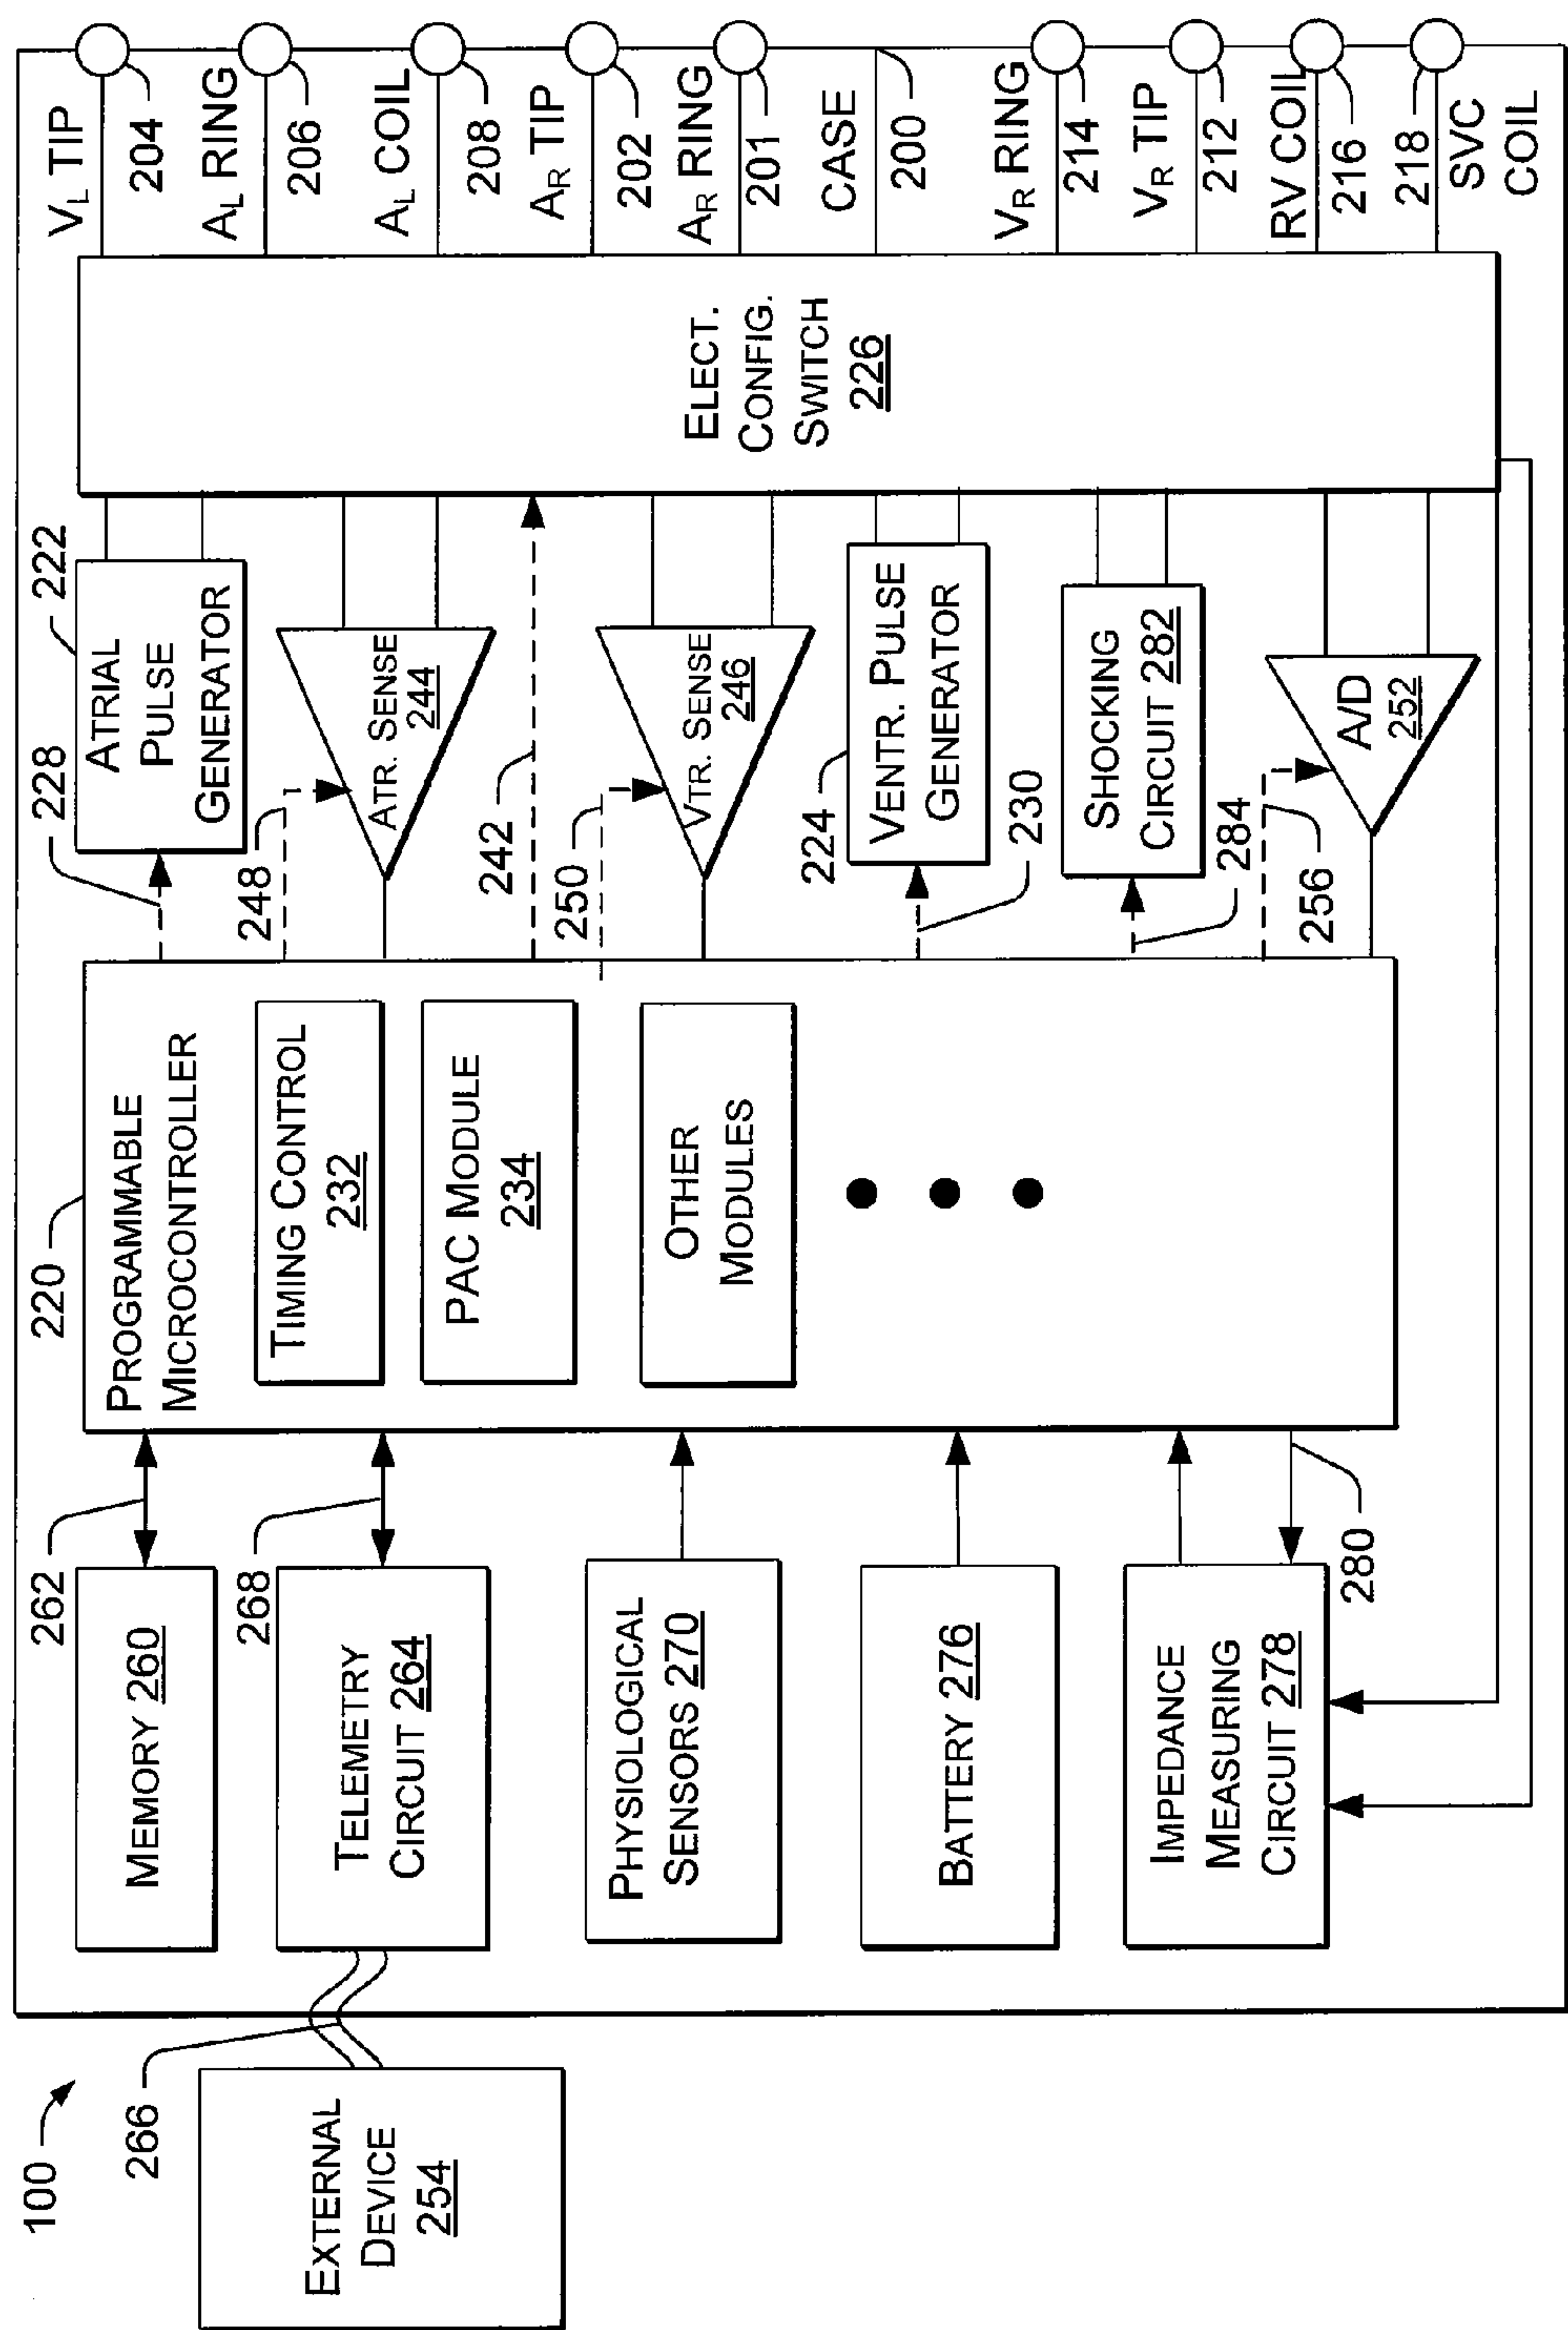 100
EXTERNAL
DEVICE
254
266
MEMORY 260
262
TELEMETRY
CIRCUIT 264
268
PHYSIOLOGICAL
SENSORS 270
BATTERY 276
IMPEDANCE
MEASURING
CIRCUIT 278
280
220
PROGRAMMABLE
MICROCONTROLLER
TIMING CONTROL
232
PAC MODULE
234
OTHER
MODULES
228
222
ATRIAL
PULSE
GENERATOR
248
ATR. SENSE
244
242
250
VTR. SENSE
246
224
VENTR. PULSE
GENERATOR
230
SHOCKING
CIRCUIT 282
284
256
A/D
252
ELECT.
CONFIG.
SWITCH
226
VL TIP
204
AL RING
206
AL COIL
208
AR TIP
202
AR RING
201
CASE
200
VR RING
214
VR TIP
212
RV COIL
216
218
SVC
COIL